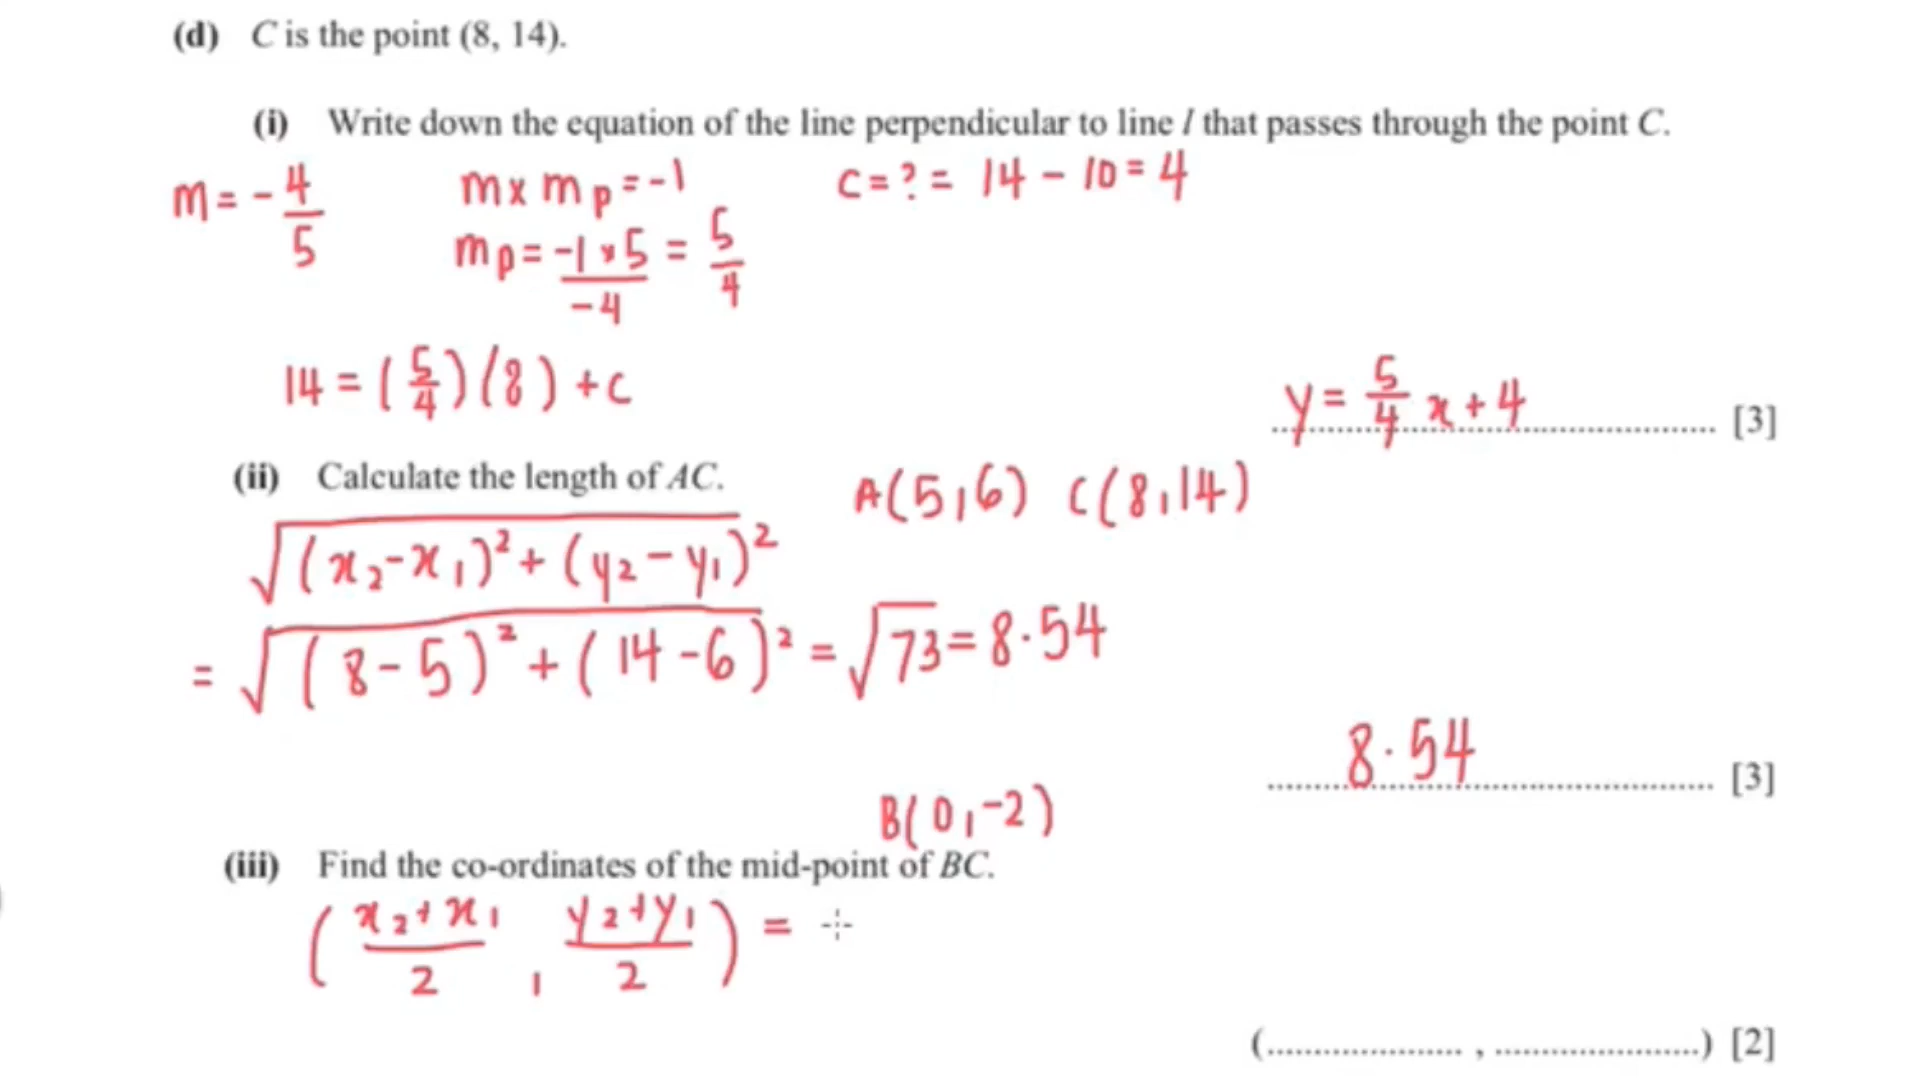 (d) C is the point (8, 14).
(i) Write down the equation of the line perpendicular to line l that passes through the point C.
m = -4/5   m x mp = -1   c = ? = 14 - 10 = 4
mp = -1 x 5/-4 = 5/4
14 = (5/4)(8) + c
y = 5/4 x + 4 [3]
(ii) Calculate the length of AC.   A(5,6) C(8,14)
√(x₂-x₁)² + (y₂-y₁)²
= √(8-5)² + (14-6)² = √73 = 8.54
8.54 [3]
B(0,-2)
(iii) Find the co-ordinates of the mid-point of BC.
(x₂+x₁/2, y₂+y₁/2) =
(..................... , ......................) [2]